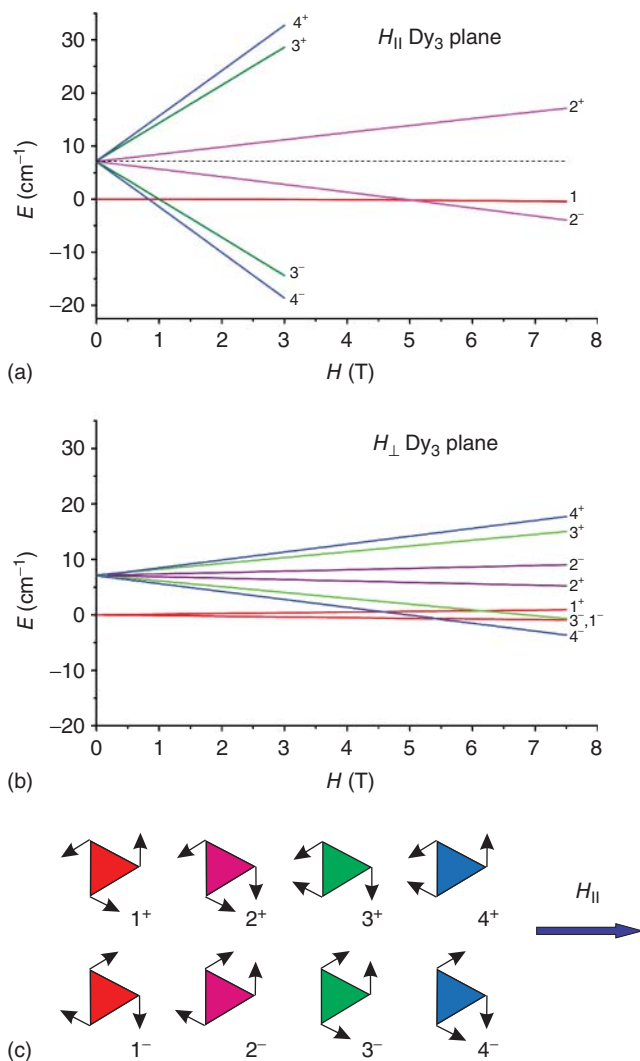 4⁺
30
3⁺
H|| Dy₃ plane
20
2⁺
10
E (cm⁻¹)
0
1
2⁻
−10
3⁻
4⁻
−20
0 1 2 3 4 5 6 7 8
(a)
H (T)
30
H⊥ Dy₃ plane
20
4⁺
3⁺
10
2⁻
2⁺
E (cm⁻¹)
1⁺
0
3⁻,1⁻
4⁻
−10
−20
0 1 2 3 4 5 6 7 8
(b)
H (T)
1⁺ 2⁺ 3⁺ 4⁺
H||
1⁻ 2⁻ 3⁻ 4⁻
(c)